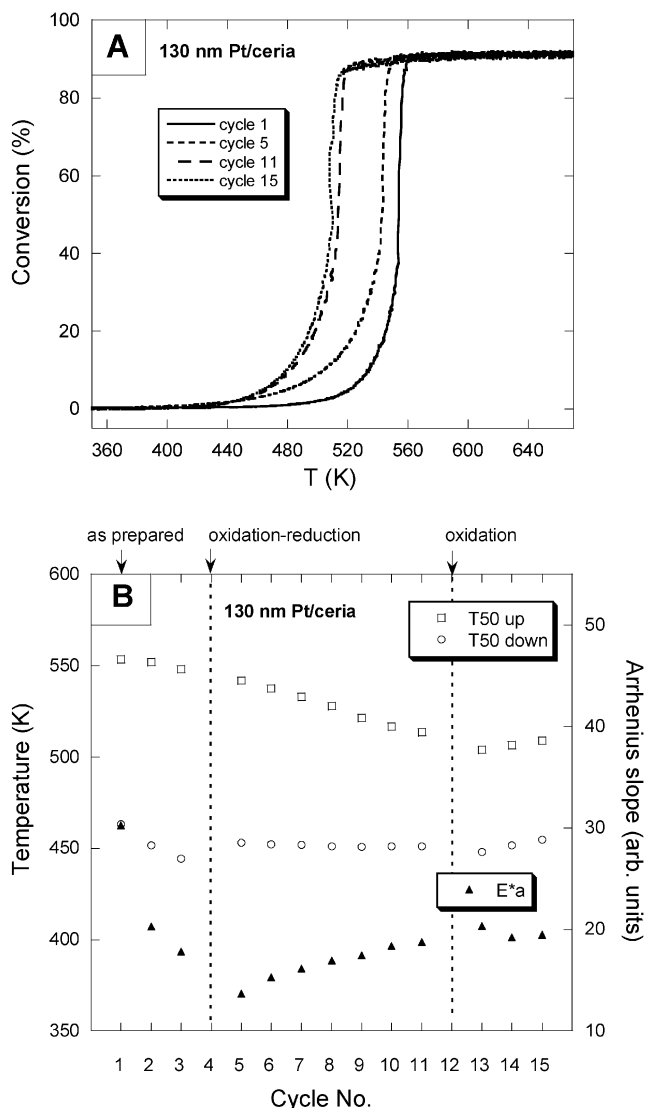 A
130 nm Pt/ceria
cycle 1
cycle 5
cycle 11
cycle 15
Conversion (%)
100
80
60
40
20
0
360 400 440 480 520 560 600 640
T (K)
as prepared oxidation-reduction oxidation
B
130 nm Pt/ceria
T50 up
T50 down
E*a
Temperature (K)
600
550
500
450
400
350
Arrhenius slope (arb. units)
50
40
30
20
10
1 2 3 4 5 6 7 8 9 10 11 12 13 14 15
Cycle No.